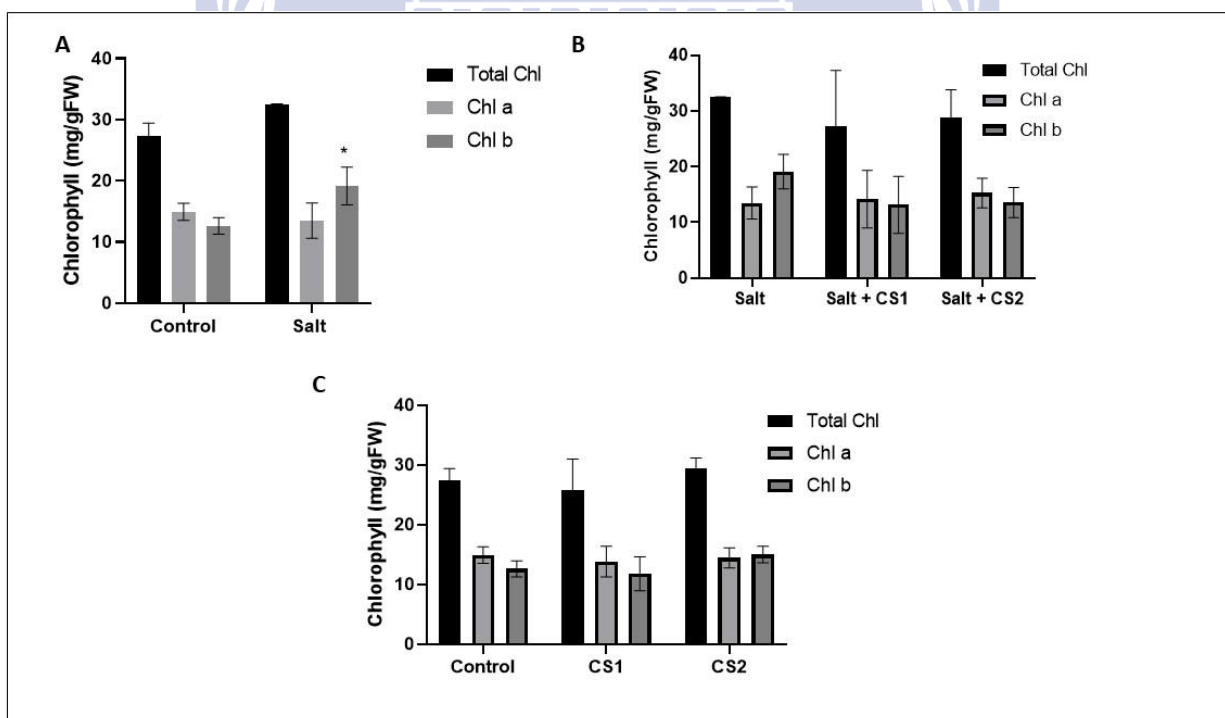 A
Chlorophyll (mg/gFW)
40
30
20
10
0
*
Control
Salt
Total Chl
Chl a
Chl b
B
Chlorophyll (mg/gFW)
40
30
20
10
0
Salt
Salt + CS1
Salt + CS2
Total Chl
Chl a
Chl b
C
Chlorophyll (mg/gFW)
40
30
20
10
0
Control
CS1
CS2
Total Chl
Chl a
Chl b